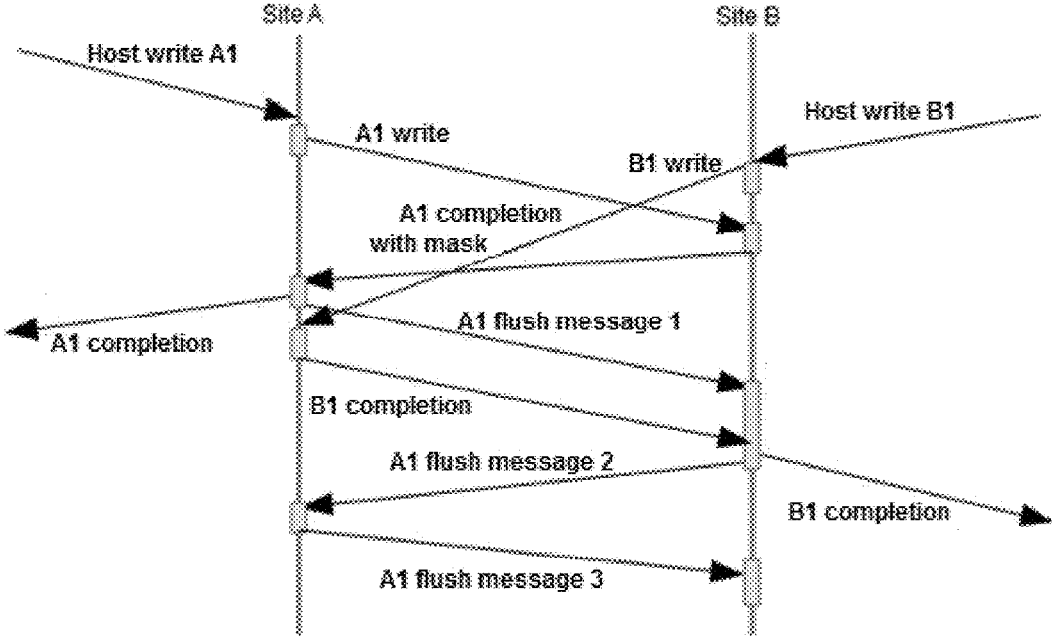 Site A
Site B
Host write A1
Host write B1
A1 write
B1 write
A1 completion
with mask
A1 flush message 1
A1 completion
B1 completion
A1 flush message 2
B1 completion
A1 flush message 3